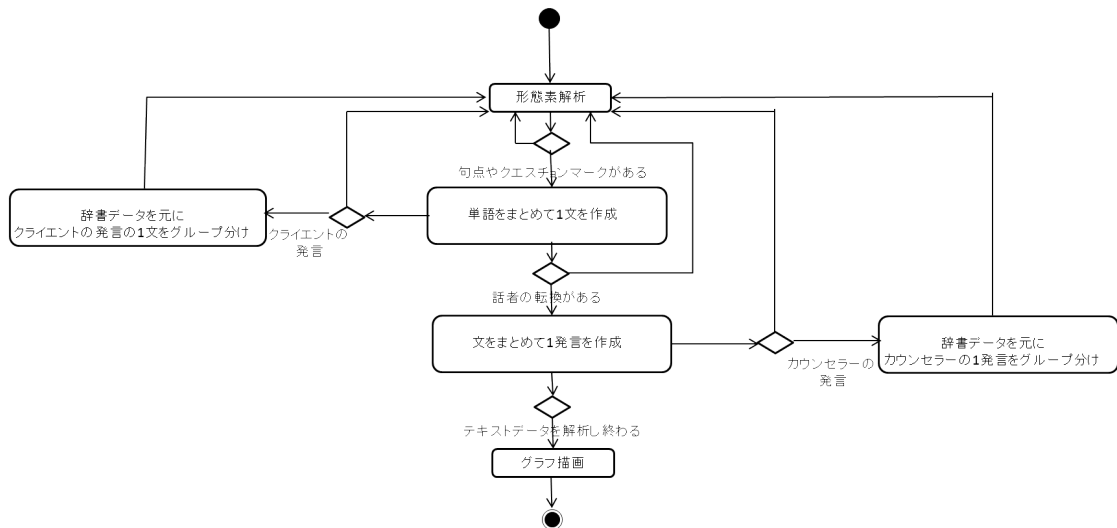 形態素解析
句点やクエスチョンマークがある
単語をまとめて1文を作成
辞書データを元に
クライエントの発言の1文をグループ分け
クライエントの
発言
話者の転換がある
文をまとめて1発言を作成
カウンセラーの
発言
辞書データを元に
カウンセラーの1発言をグループ分け
テキストデータを解析し終わる
グラフ描画